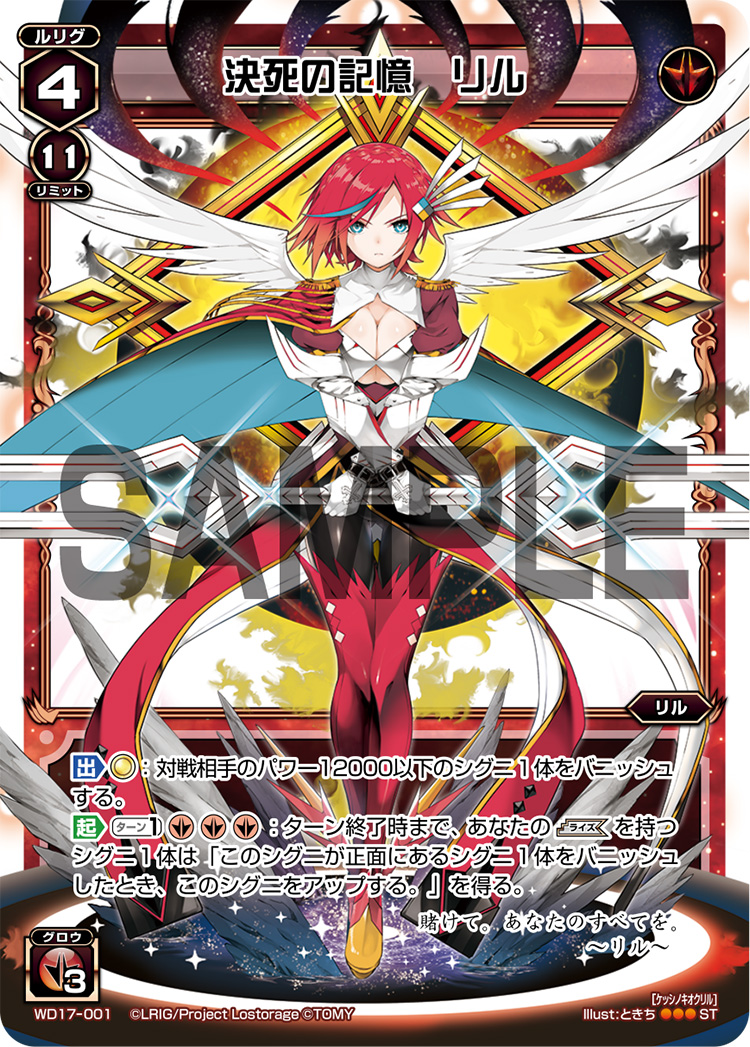 ルリグ
4
決死の記憶　リル
11
リミット
SAMPLE
リル
出：対戦相手のパワー12000以下のシグニ１体をバニッシュ
する。
起 ターン1：ターン終了時まで、あなたの ライズ を持つ
シグニ１体は「このシグニが正面にあるシグニ１体をバニッシュ
したとき、このシグニをアップする。」を得る。
賭けて。あなたのすべてを。
～リル～
グロウ
3
[ケッシノキオクリル]
WD17-001 ©LRIG/Project Lostorage ©TOMY Illust:ときち ST